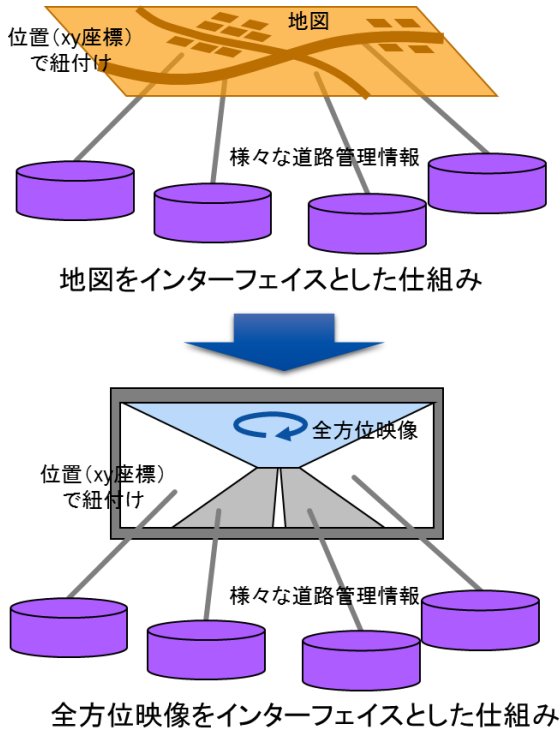 地図
位置（xy座標）
で紐付け
様々な道路管理情報
地図をインターフェイスとした仕組み
全方位映像
位置（xy座標）
で紐付け
様々な道路管理情報
全方位映像をインターフェイスとした仕組み